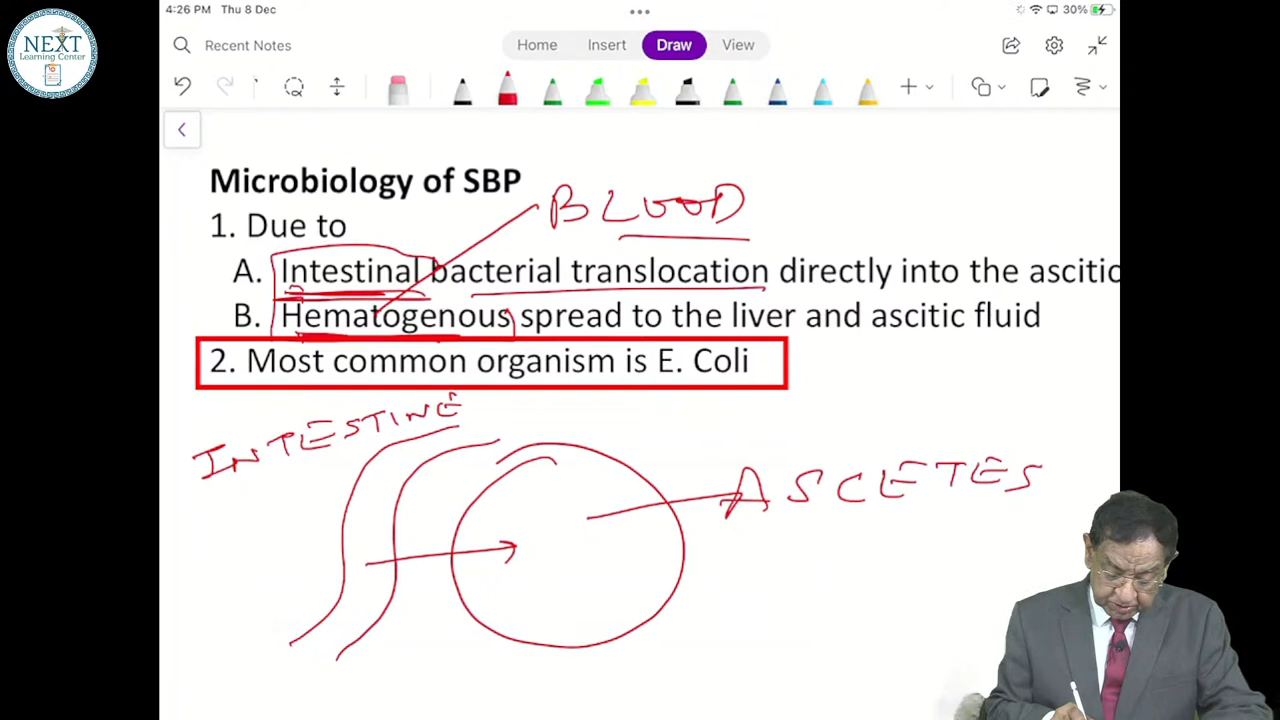 4:26 PM Thu 8 Dec
30%
NEXT
Learning Center
Recent Notes
Home Insert Draw View
Microbiology of SBP
BLOOD
1. Due to
A. Intestinal bacterial translocation directly into the ascitic
B. Hematogenous spread to the liver and ascitic fluid
2. Most common organism is E. Coli
INTESTINE
ASCETES